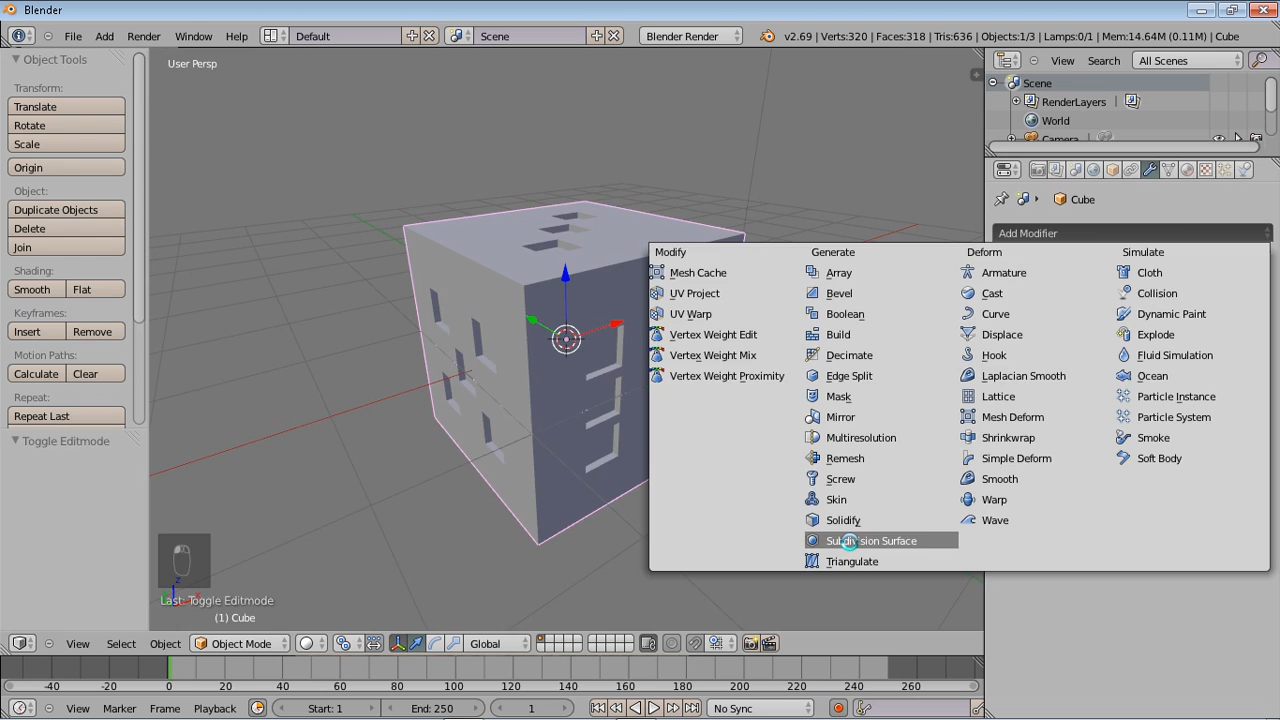 Blender
File Add Render Window Help Default Scene Blender Render v2.69 | Verts:320 | Faces:318 | Tris:636 | Objects:1/3 | Lamps:0/1 | Mem:14.64M (0.11M) | Cube
Object Tools
Transform:
Translate
Rotate
Scale
Origin
Object:
Duplicate Objects
Delete
Join
Shading:
Smooth Flat
Keyframes:
Insert Remove
Motion Paths:
Calculate Clear
Repeat:
Repeat Last
Toggle Editmode
User Persp
z
x
Last: Toggle Editmode
(1) Cube
View Search All Scenes
Scene
RenderLayers
World
Camera
Cube
Add Modifier
Modify
Mesh Cache
UV Project
UV Warp
Vertex Weight Edit
Vertex Weight Mix
Vertex Weight Proximity
Generate
Array
Bevel
Boolean
Build
Decimate
Edge Split
Mask
Mirror
Multiresolution
Remesh
Screw
Skin
Solidify
Subdivision Surface
Triangulate
Deform
Armature
Cast
Curve
Displace
Hook
Laplacian Smooth
Lattice
Mesh Deform
Shrinkwrap
Simple Deform
Smooth
Warp
Wave
Simulate
Cloth
Collision
Dynamic Paint
Explode
Fluid Simulation
Ocean
Particle Instance
Particle System
Smoke
Soft Body
View Select Object Object Mode Global
-40 -20 0 20 40 60 80 100 120 140 160 180 200 220 240 260
View Marker Frame Playback Start: 1 End: 250 1 No Sync